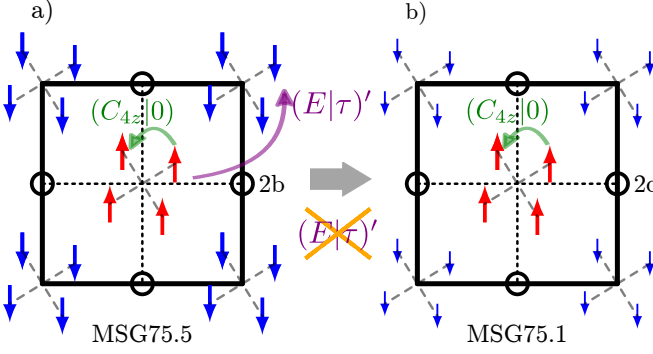 a)
b)
(C₄z|0)
(E|τ)′
(C₄z|0)
2b
2c
(E|τ)′
MSG75.5
MSG75.1